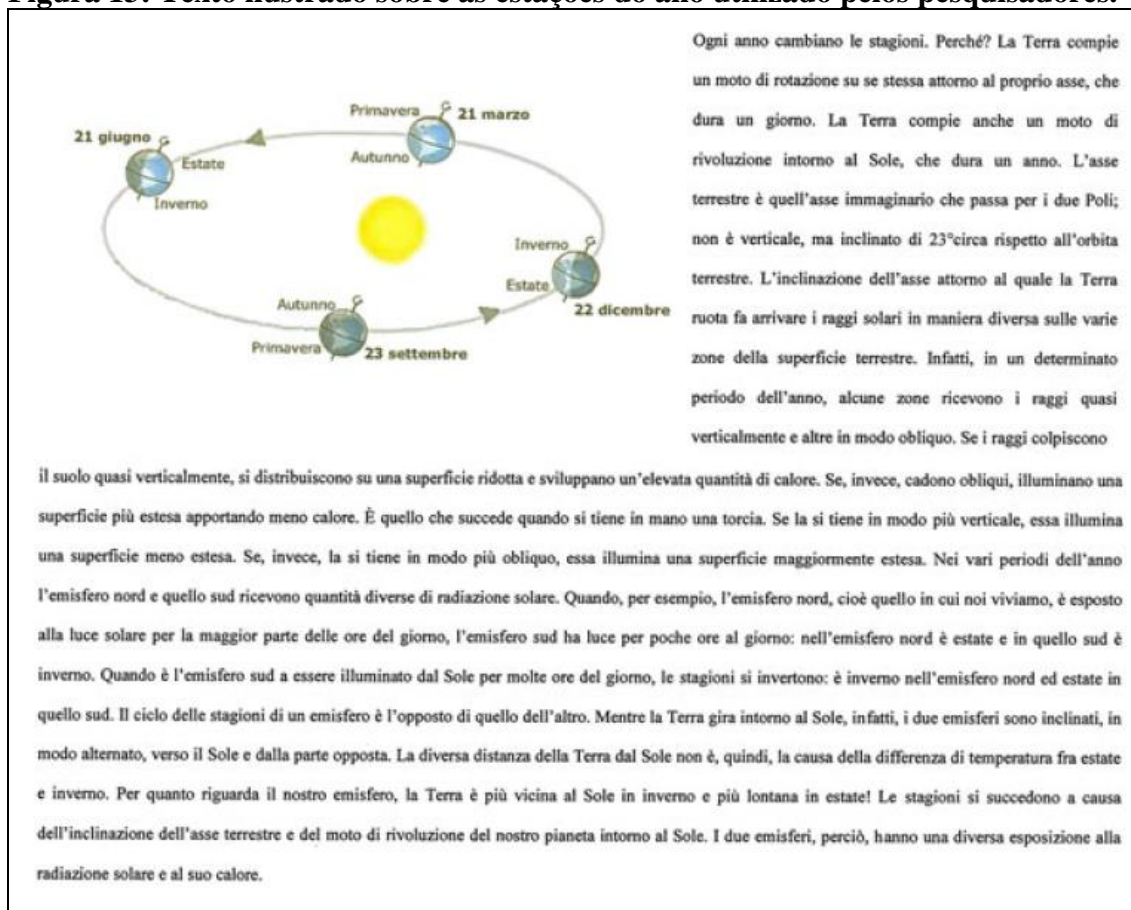 Figura 15: Texto ilustrado sobre as estações do ano utilizado pelos pesquisadores.
Primavera
21 marzo
21 giugno
Estate
Autunno
Inverno
Inverno
Estate
22 dicembre
Autunno
Primavera
23 settembre
Ogni anno cambiano le stagioni. Perché? La Terra compie
un moto di rotazione su se stessa attorno al proprio asse, che
dura un giorno. La Terra compie anche un moto di
rivoluzione intorno al Sole, che dura un anno. L'asse
terrestre è quell'asse immaginario che passa per i due Poli;
non è verticale, ma inclinato di 23°circa rispetto all'orbita
terrestre. L'inclinazione dell'asse attorno al quale la Terra
ruota fa arrivare i raggi solari in maniera diversa sulle varie
zone della superficie terrestre. Infatti, in un determinato
periodo dell'anno, alcune zone ricevono i raggi quasi
verticalmente e altre in modo obliquo. Se i raggi colpiscono
il suolo quasi verticalmente, si distribuiscono su una superficie ridotta e sviluppano un'elevata quantità di calore. Se, invece, cadono obliqui, illuminano una
superficie più estesa apportando meno calore. È quello che succede quando si tiene in mano una torcia. Se la si tiene in modo più verticale, essa illumina
una superficie meno estesa. Se, invece, la si tiene in modo più obliquo, essa illumina una superficie maggiormente estesa. Nei vari periodi dell'anno
l'emisfero nord e quello sud ricevono quantità diverse di radiazione solare. Quando, per esempio, l'emisfero nord, cioè quello in cui noi viviamo, è esposto
alla luce solare per la maggior parte delle ore del giorno, l'emisfero sud ha luce per poche ore al giorno: nell'emisfero nord è estate e in quello sud è
inverno. Quando è l'emisfero sud a essere illuminato dal Sole per molte ore del giorno, le stagioni si invertono: è inverno nell'emisfero nord ed estate in
quello sud. Il ciclo delle stagioni di un emisfero è l'opposto di quello dell'altro. Mentre la Terra gira intorno al Sole, infatti, i due emisferi sono inclinati, in
modo alternato, verso il Sole e dalla parte opposta. La diversa distanza della Terra dal Sole non è, quindi, la causa della differenza di temperatura fra estate
e inverno. Per quanto riguarda il nostro emisfero, la Terra è più vicina al Sole in inverno e più lontana in estate! Le stagioni si succedono a causa
dell'inclinazione dell'asse terrestre e del moto di rivoluzione del nostro pianeta intorno al Sole. I due emisferi, perciò, hanno una diversa esposizione alla
radiazione solare e al suo calore.